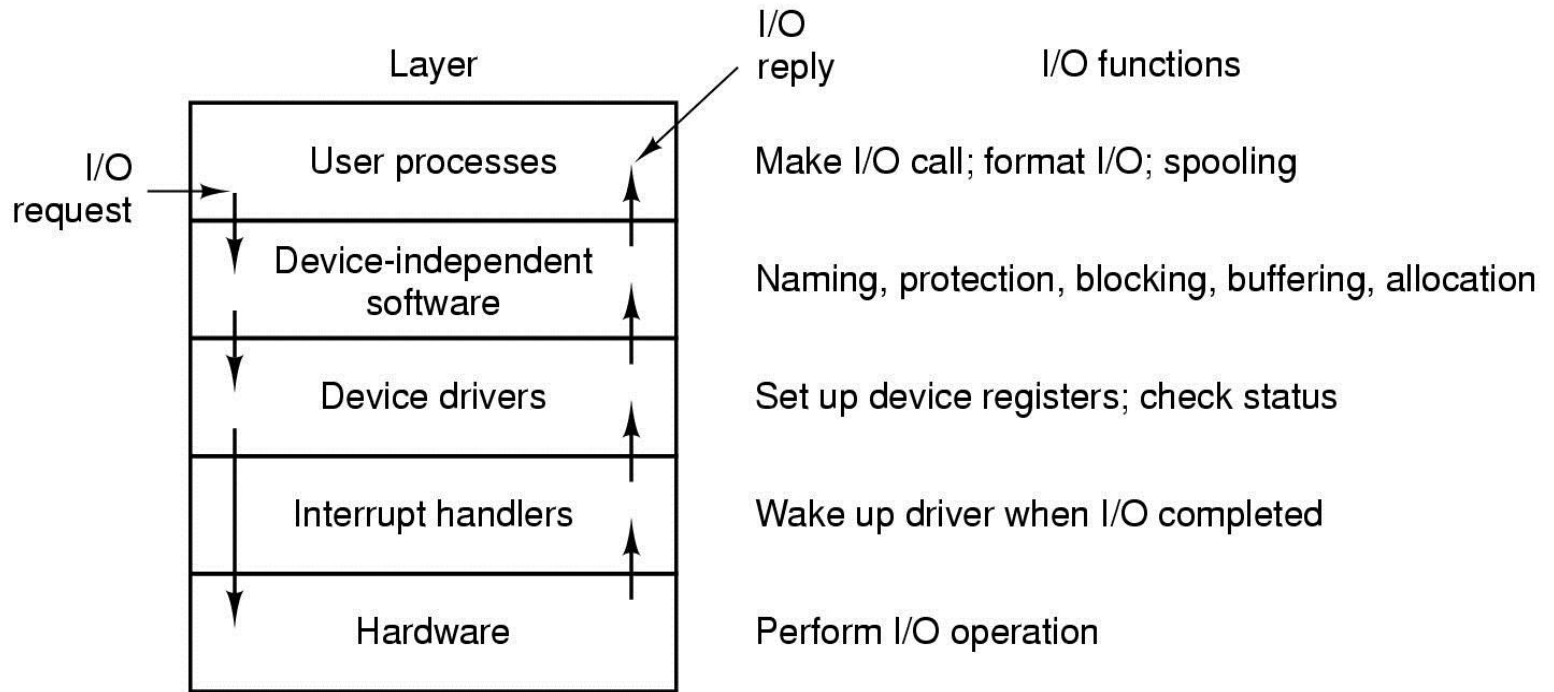 I/O
reply
Layer
I/O functions
I/O
request
User processes
Make I/O call; format I/O; spooling
Device-independent
software
Naming, protection, blocking, buffering, allocation
Device drivers
Set up device registers; check status
Interrupt handlers
Wake up driver when I/O completed
Hardware
Perform I/O operation